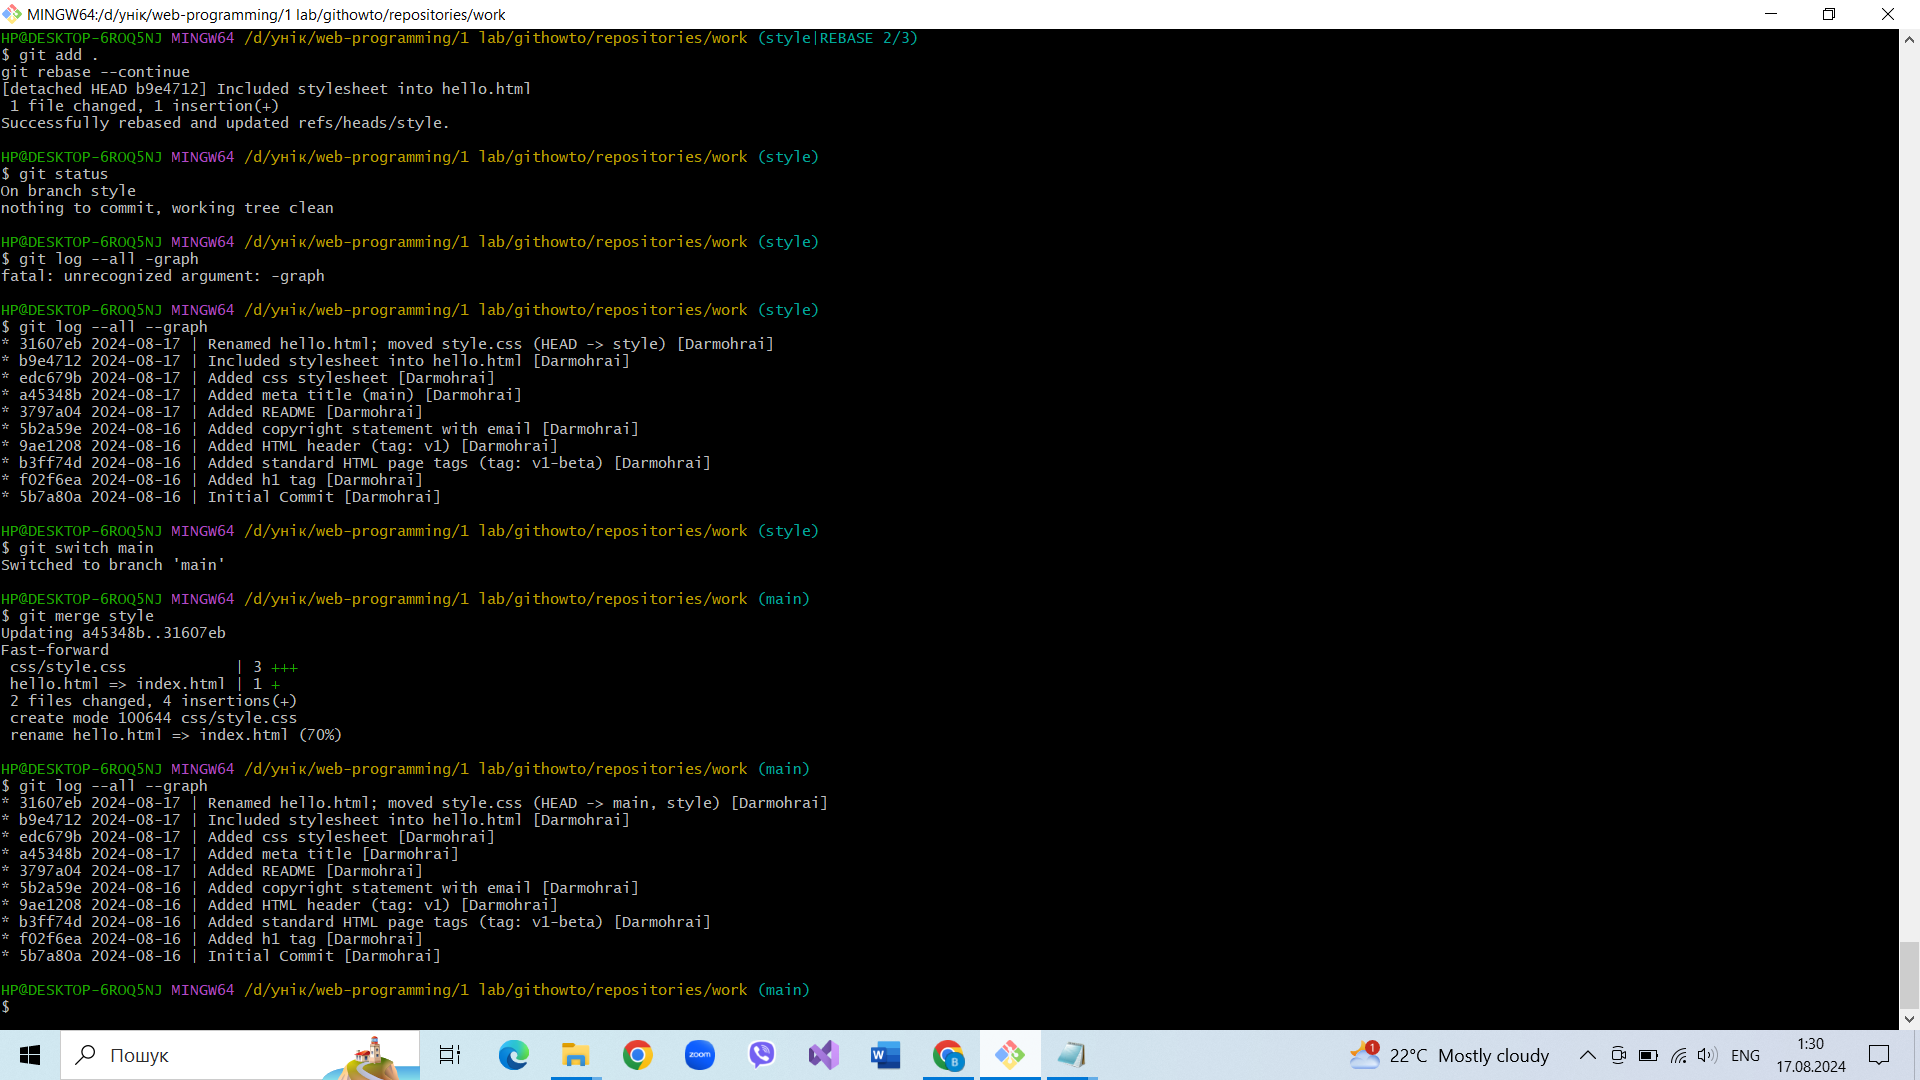 MINGW64:/d/унік/web-programming/1 lab/githowto/repositories/work
HP@DESKTOP-6ROQ5NJ MINGW64 /d/унік/web-programming/1 lab/githowto/repositories/work (style|REBASE 2/3)
$ git add .
git rebase --continue
[detached HEAD b9e4712] Included stylesheet into hello.html
 1 file changed, 1 insertion(+)
Successfully rebased and updated refs/heads/style.
HP@DESKTOP-6ROQ5NJ MINGW64 /d/унік/web-programming/1 lab/githowto/repositories/work (style)
$ git status
On branch style
nothing to commit, working tree clean
HP@DESKTOP-6ROQ5NJ MINGW64 /d/унік/web-programming/1 lab/githowto/repositories/work (style)
$ git log --all -graph
fatal: unrecognized argument: -graph
HP@DESKTOP-6ROQ5NJ MINGW64 /d/унік/web-programming/1 lab/githowto/repositories/work (style)
$ git log --all --graph
* 31607eb 2024-08-17 | Renamed hello.html; moved style.css (HEAD -> style) [Darmohrai]
* b9e4712 2024-08-17 | Included stylesheet into hello.html [Darmohrai]
* edc679b 2024-08-17 | Added css stylesheet [Darmohrai]
* a45348b 2024-08-17 | Added meta title (main) [Darmohrai]
* 3797a04 2024-08-17 | Added README [Darmohrai]
* 5b2a59e 2024-08-16 | Added copyright statement with email [Darmohrai]
* 9ae1208 2024-08-16 | Added HTML header (tag: v1) [Darmohrai]
* b3ff74d 2024-08-16 | Added standard HTML page tags (tag: v1-beta) [Darmohrai]
* f02f6ea 2024-08-16 | Added h1 tag [Darmohrai]
* 5b7a80a 2024-08-16 | Initial Commit [Darmohrai]
HP@DESKTOP-6ROQ5NJ MINGW64 /d/унік/web-programming/1 lab/githowto/repositories/work (style)
$ git switch main
Switched to branch 'main'
HP@DESKTOP-6ROQ5NJ MINGW64 /d/унік/web-programming/1 lab/githowto/repositories/work (main)
$ git merge style
Updating a45348b..31607eb
Fast-forward
 css/style.css            | 3 +++
 hello.html => index.html | 1 +
 2 files changed, 4 insertions(+)
 create mode 100644 css/style.css
 rename hello.html => index.html (70%)
HP@DESKTOP-6ROQ5NJ MINGW64 /d/унік/web-programming/1 lab/githowto/repositories/work (main)
$ git log --all --graph
* 31607eb 2024-08-17 | Renamed hello.html; moved style.css (HEAD -> main, style) [Darmohrai]
* b9e4712 2024-08-17 | Included stylesheet into hello.html [Darmohrai]
* edc679b 2024-08-17 | Added css stylesheet [Darmohrai]
* a45348b 2024-08-17 | Added meta title [Darmohrai]
* 3797a04 2024-08-17 | Added README [Darmohrai]
* 5b2a59e 2024-08-16 | Added copyright statement with email [Darmohrai]
* 9ae1208 2024-08-16 | Added HTML header (tag: v1) [Darmohrai]
* b3ff74d 2024-08-16 | Added standard HTML page tags (tag: v1-beta) [Darmohrai]
* f02f6ea 2024-08-16 | Added h1 tag [Darmohrai]
* 5b7a80a 2024-08-16 | Initial Commit [Darmohrai]
HP@DESKTOP-6ROQ5NJ MINGW64 /d/унік/web-programming/1 lab/githowto/repositories/work (main)
$
Пошук
zoom
W
B
1
22°C Mostly cloudy
ENG
1:30
17.08.2024